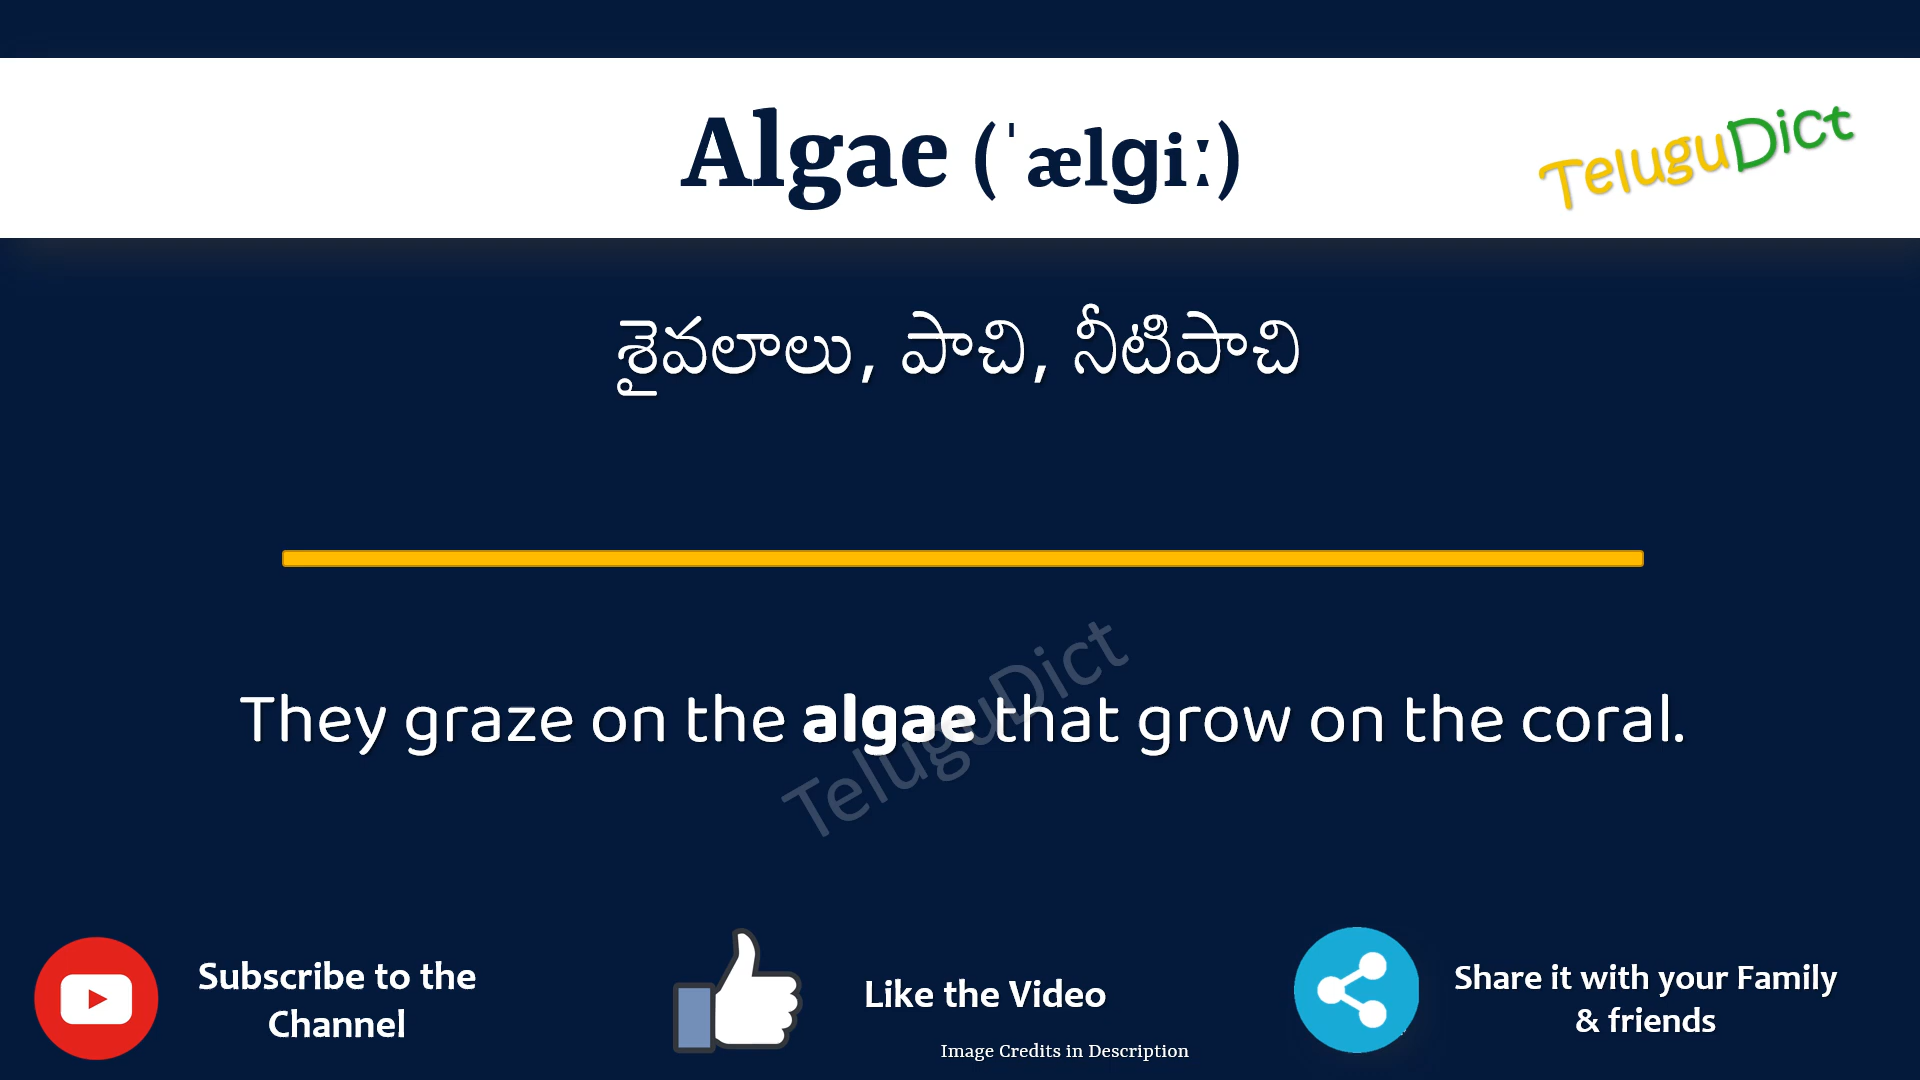 Algae (ˈælɡiː)
TeluguDict
శైవలాలు, పాచి, నీటిపాచి
They graze on the algae that grow on the coral.
TeluguDict
Subscribe to the
Channel
Like the Video
Share it with your Family
& friends
Image Credits in Description